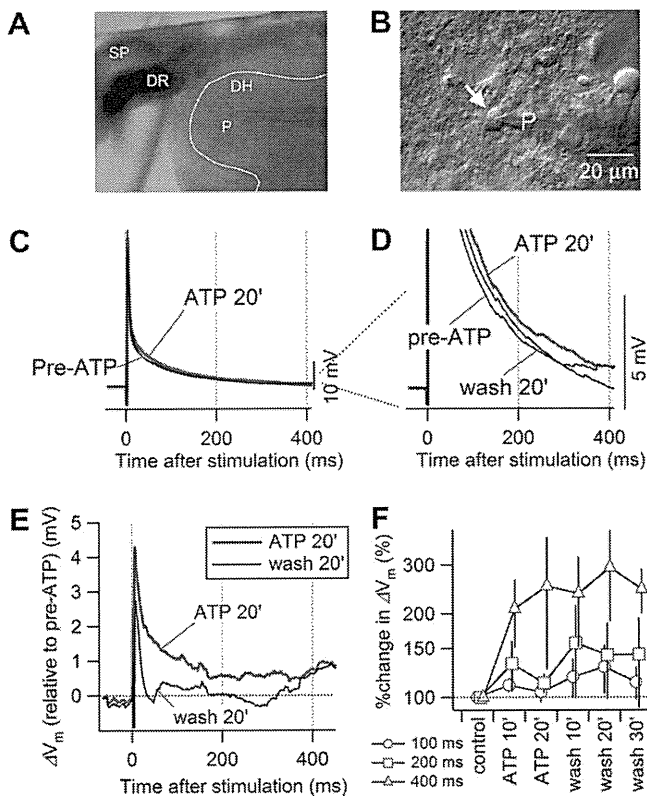 A
SP
DR
DH
P
B
P
20 μm
C
ATP 20'
Pre-ATP
10 mV
0
200
400
Time after stimulation (ms)
D
ATP 20'
pre-ATP
wash 20'
5 mV
0
200
400
Time after stimulation (ms)
E
ΔVm (relative to pre-ATP) (mV)
5
4
3
2
1
0
-1
ATP 20'
wash 20'
ATP 20'
wash 20'
0
200
400
Time after stimulation (ms)
F
%change in ΔVm (%)
300
200
150
100
control
ATP 10'
ATP 20'
wash 10'
wash 20'
wash 30'
100 ms
200 ms
400 ms